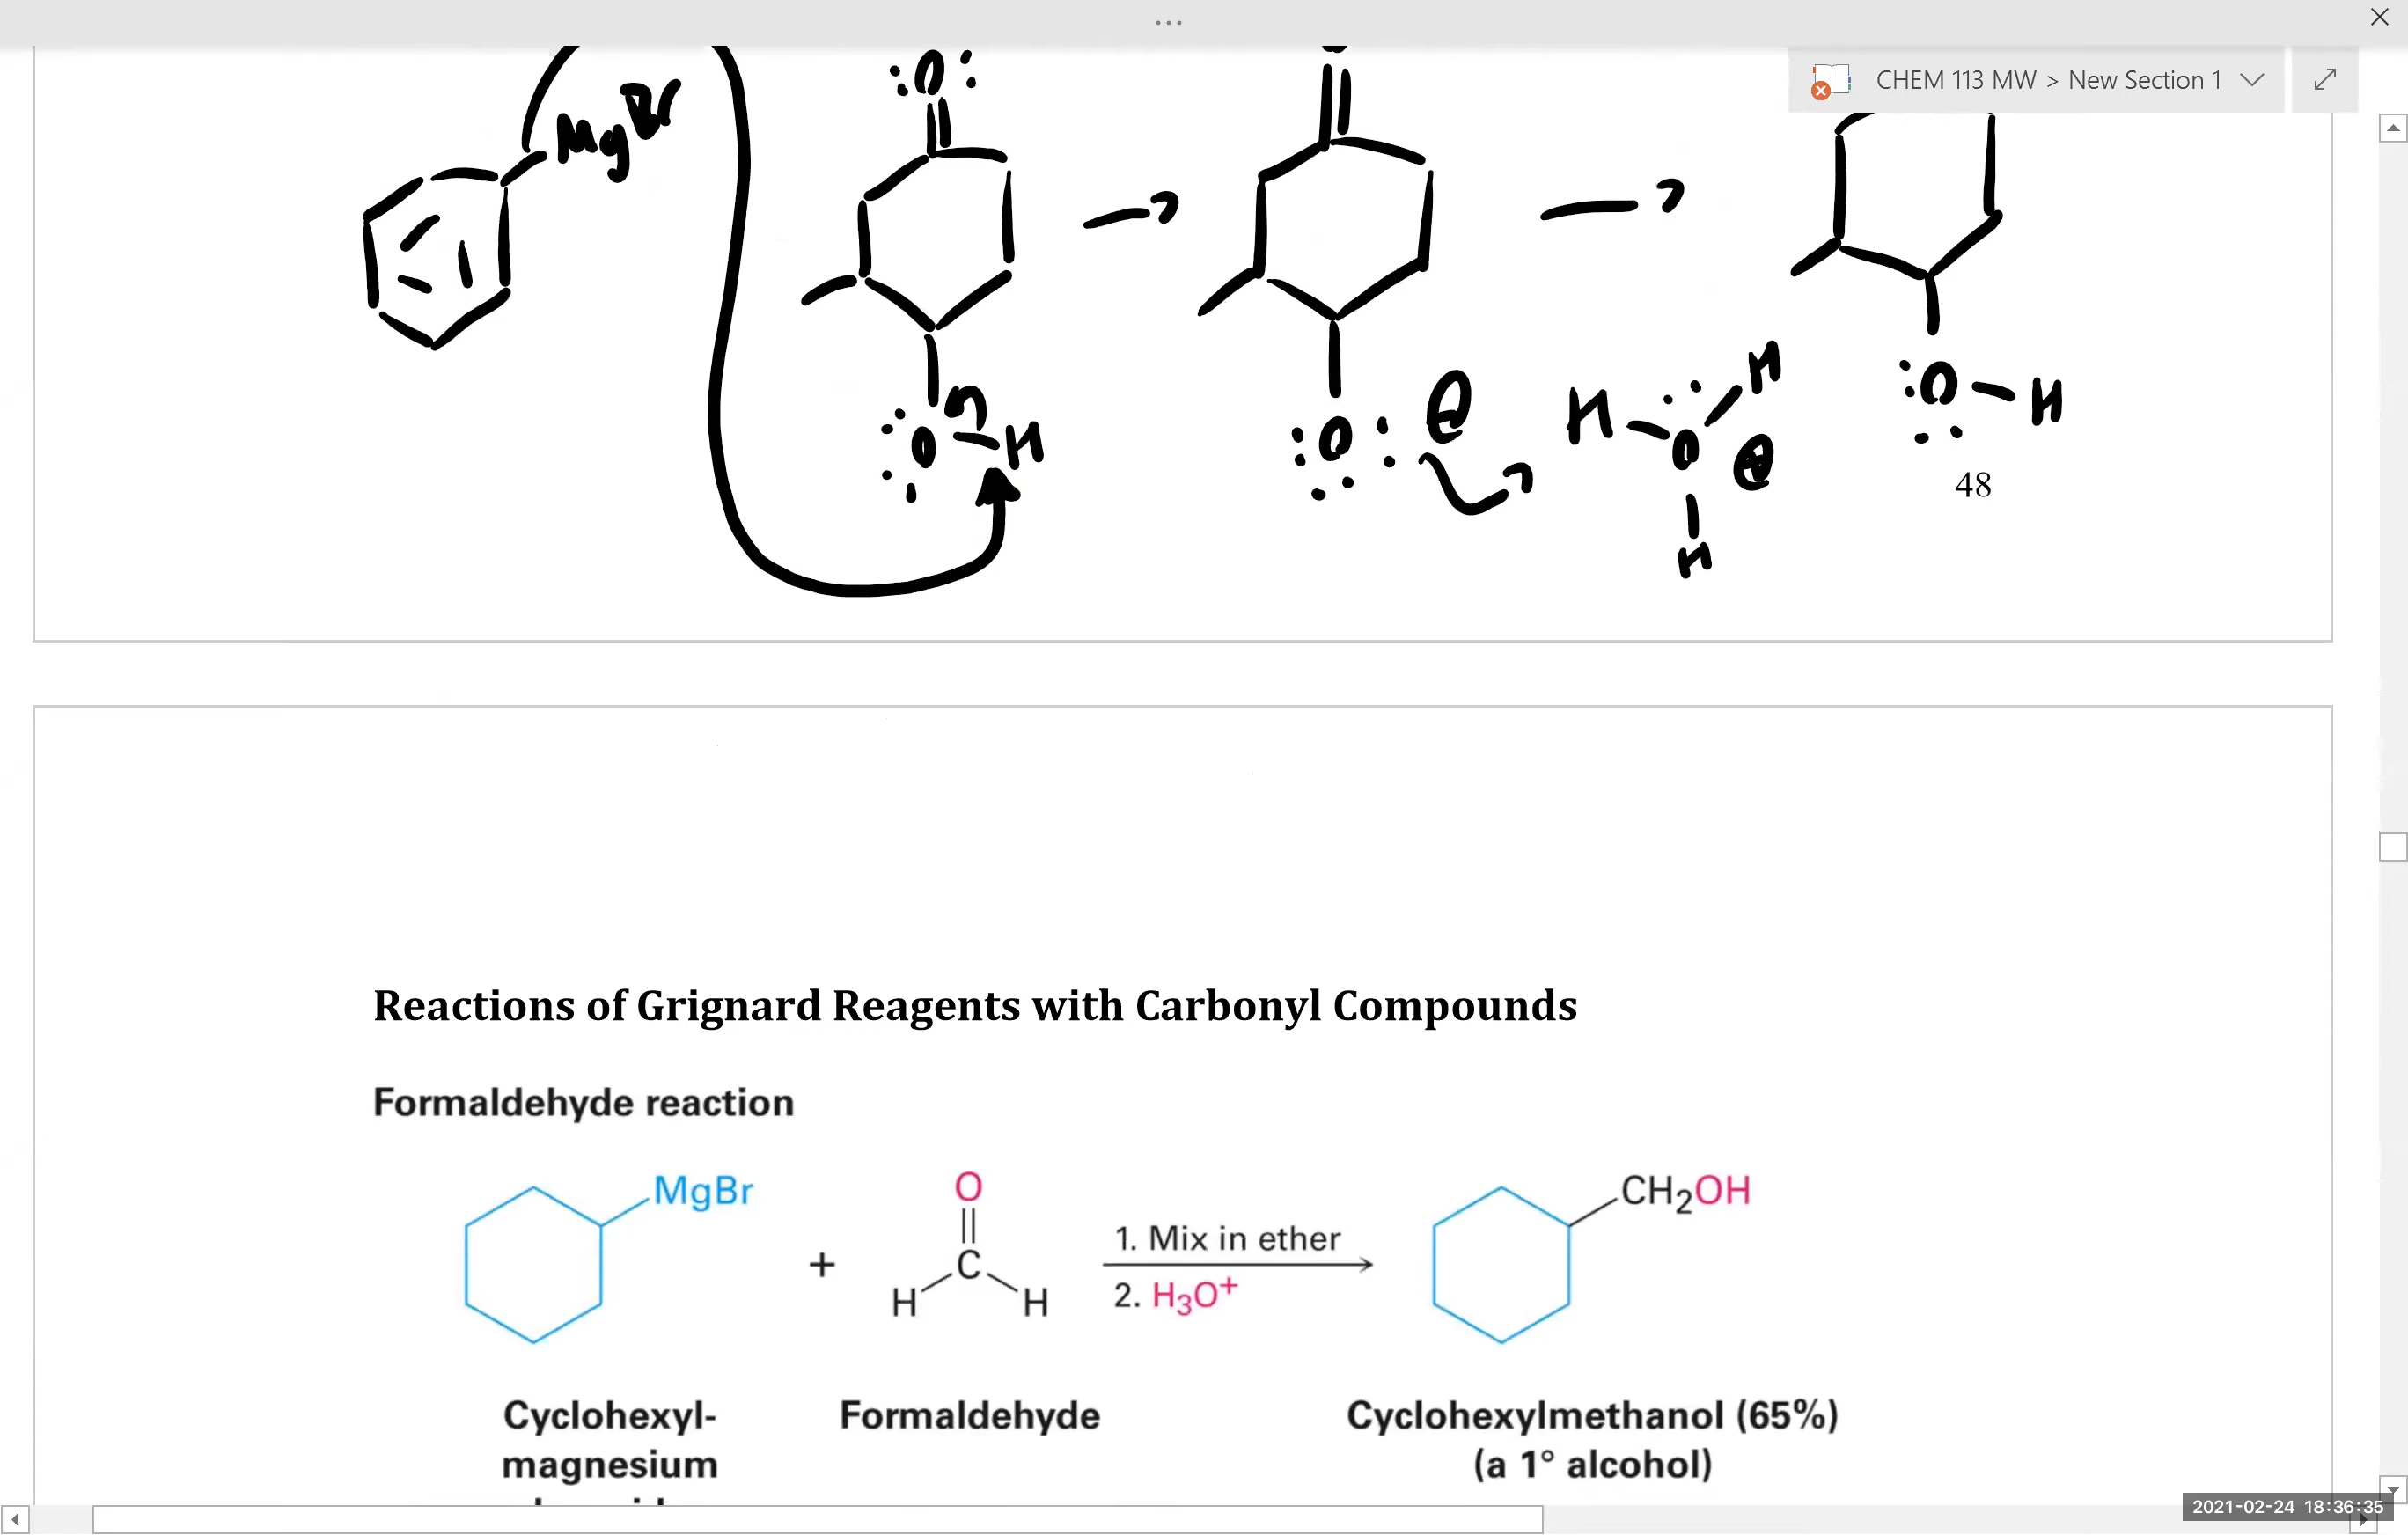 ...
CHEM 113 MW > New Section 1
MgBr
:O:
:O-H
:O: ⊖
H-O-H ⊕
H
:O-H
48
Reactions of Grignard Reagents with Carbonyl Compounds
Formaldehyde reaction
MgBr
+
O
C
H H
1. Mix in ether
2. H₃O⁺
CH₂OH
Cyclohexyl-
magnesium
Formaldehyde
Cyclohexylmethanol (65%)
(a 1° alcohol)
2021-02-24 18:36:35